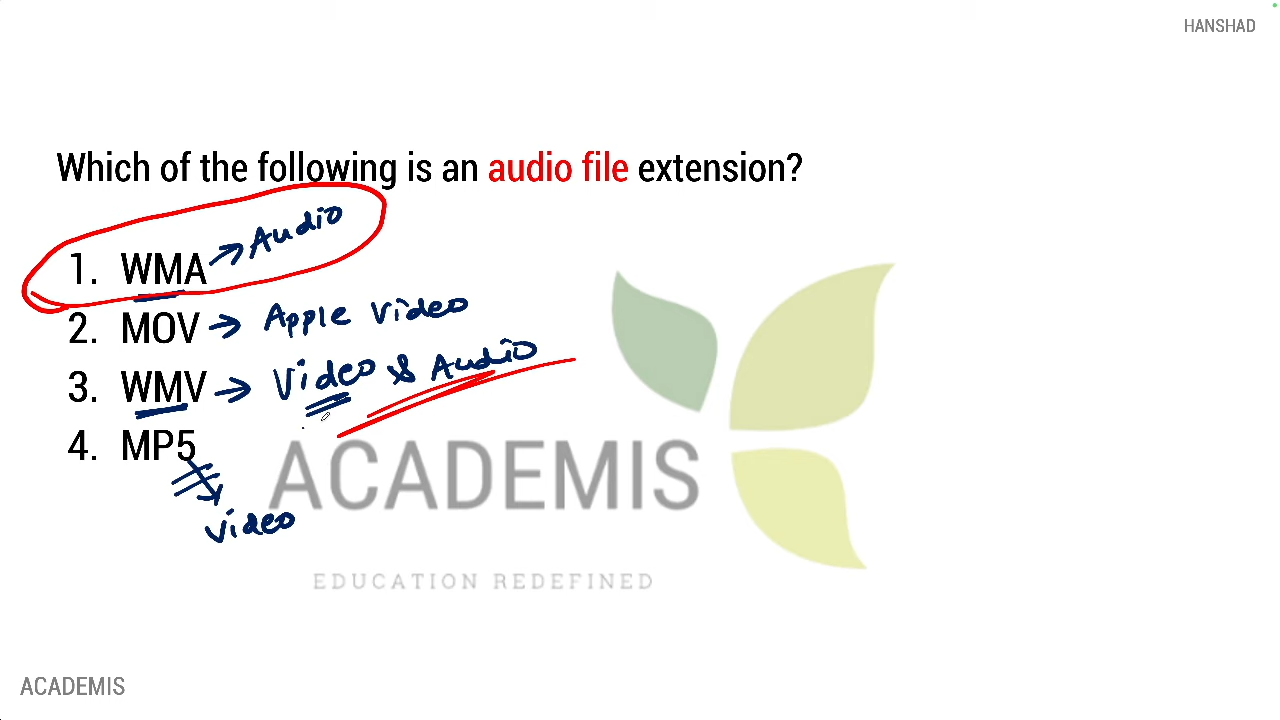 HANSHAD
Which of the following is an audio file extension?
1. WMA → Audio
2. MOV → Apple Video
3. WMV → Video & Audio
4. MP5
Video
ACADEMIS
EDUCATION REDEFINED
ACADEMIS